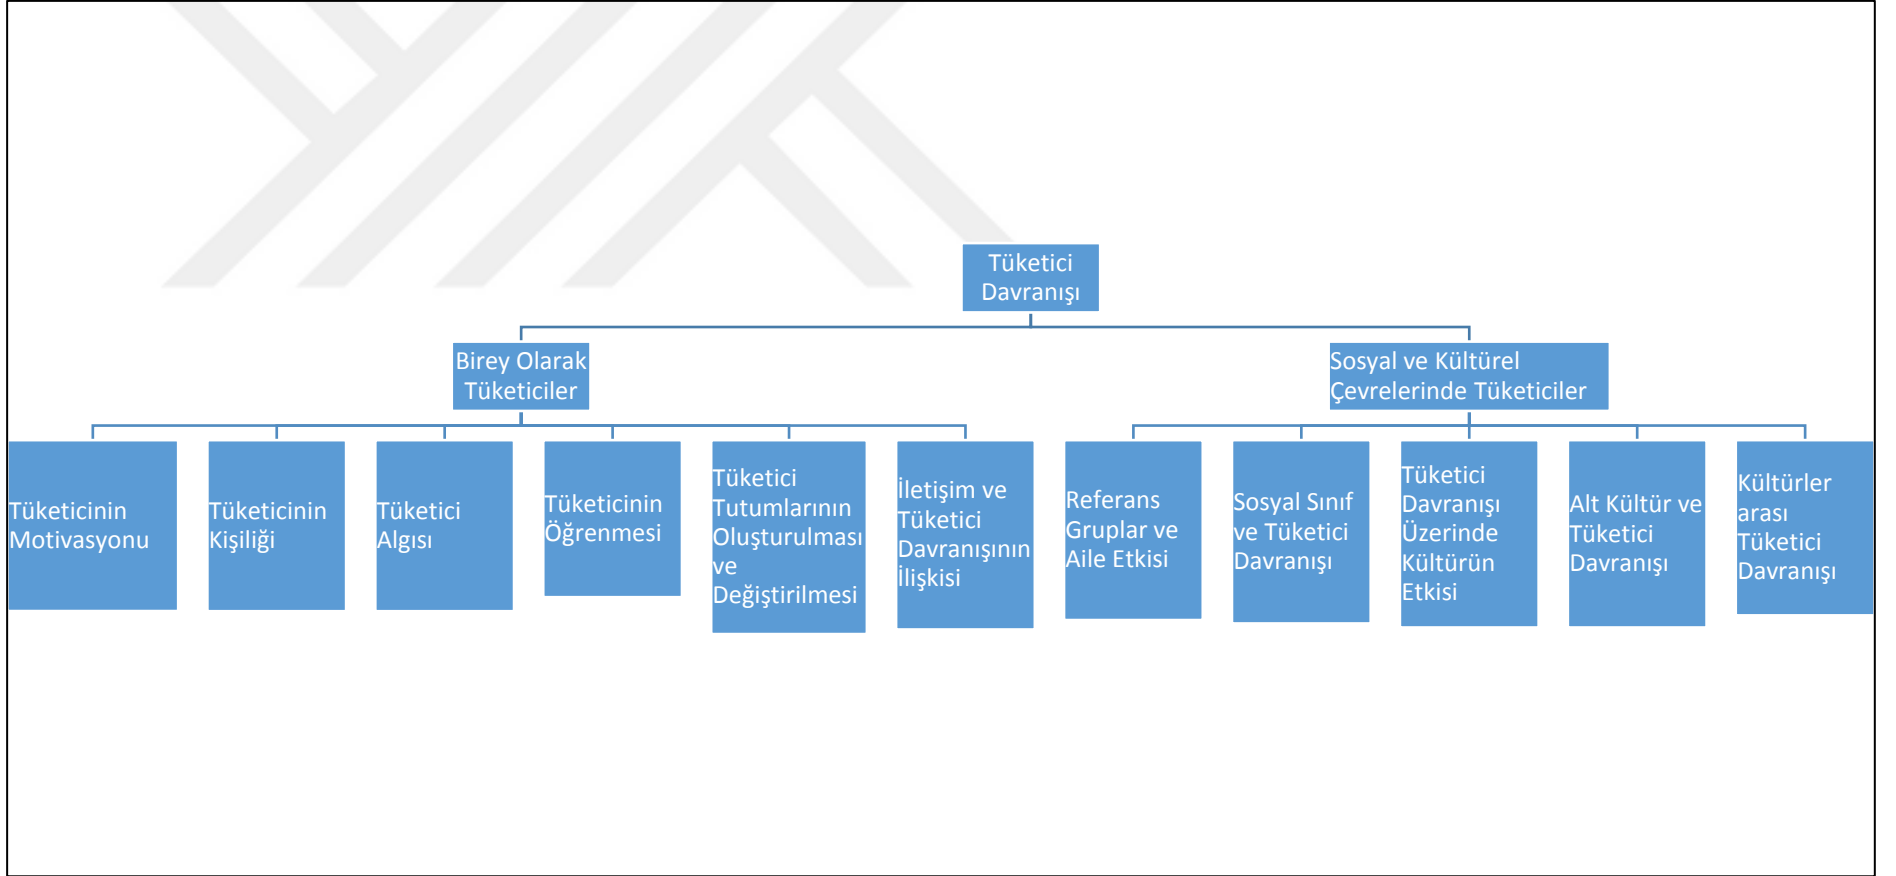 Tüketici
Davranışı
Birey Olarak
Tüketiciler
Sosyal ve Kültürel
Çevrelerinde Tüketiciler
Tüketicinin
Motivasyonu
Tüketicinin
Kişiliği
Tüketici
Algısı
Tüketicinin
Öğrenmesi
Tüketici
Tutumlarının
Oluşturulması
ve
Değiştirilmesi
İletişim ve
Tüketici
Davranışının
İlişkisi
Referans
Gruplar ve
Aile Etkisi
Sosyal Sınıf
ve Tüketici
Davranışı
Tüketici
Davranışı
Üzerinde
Kültürün
Etkisi
Alt Kültür ve
Tüketici
Davranışı
Kültürler
arası
Tüketici
Davranışı